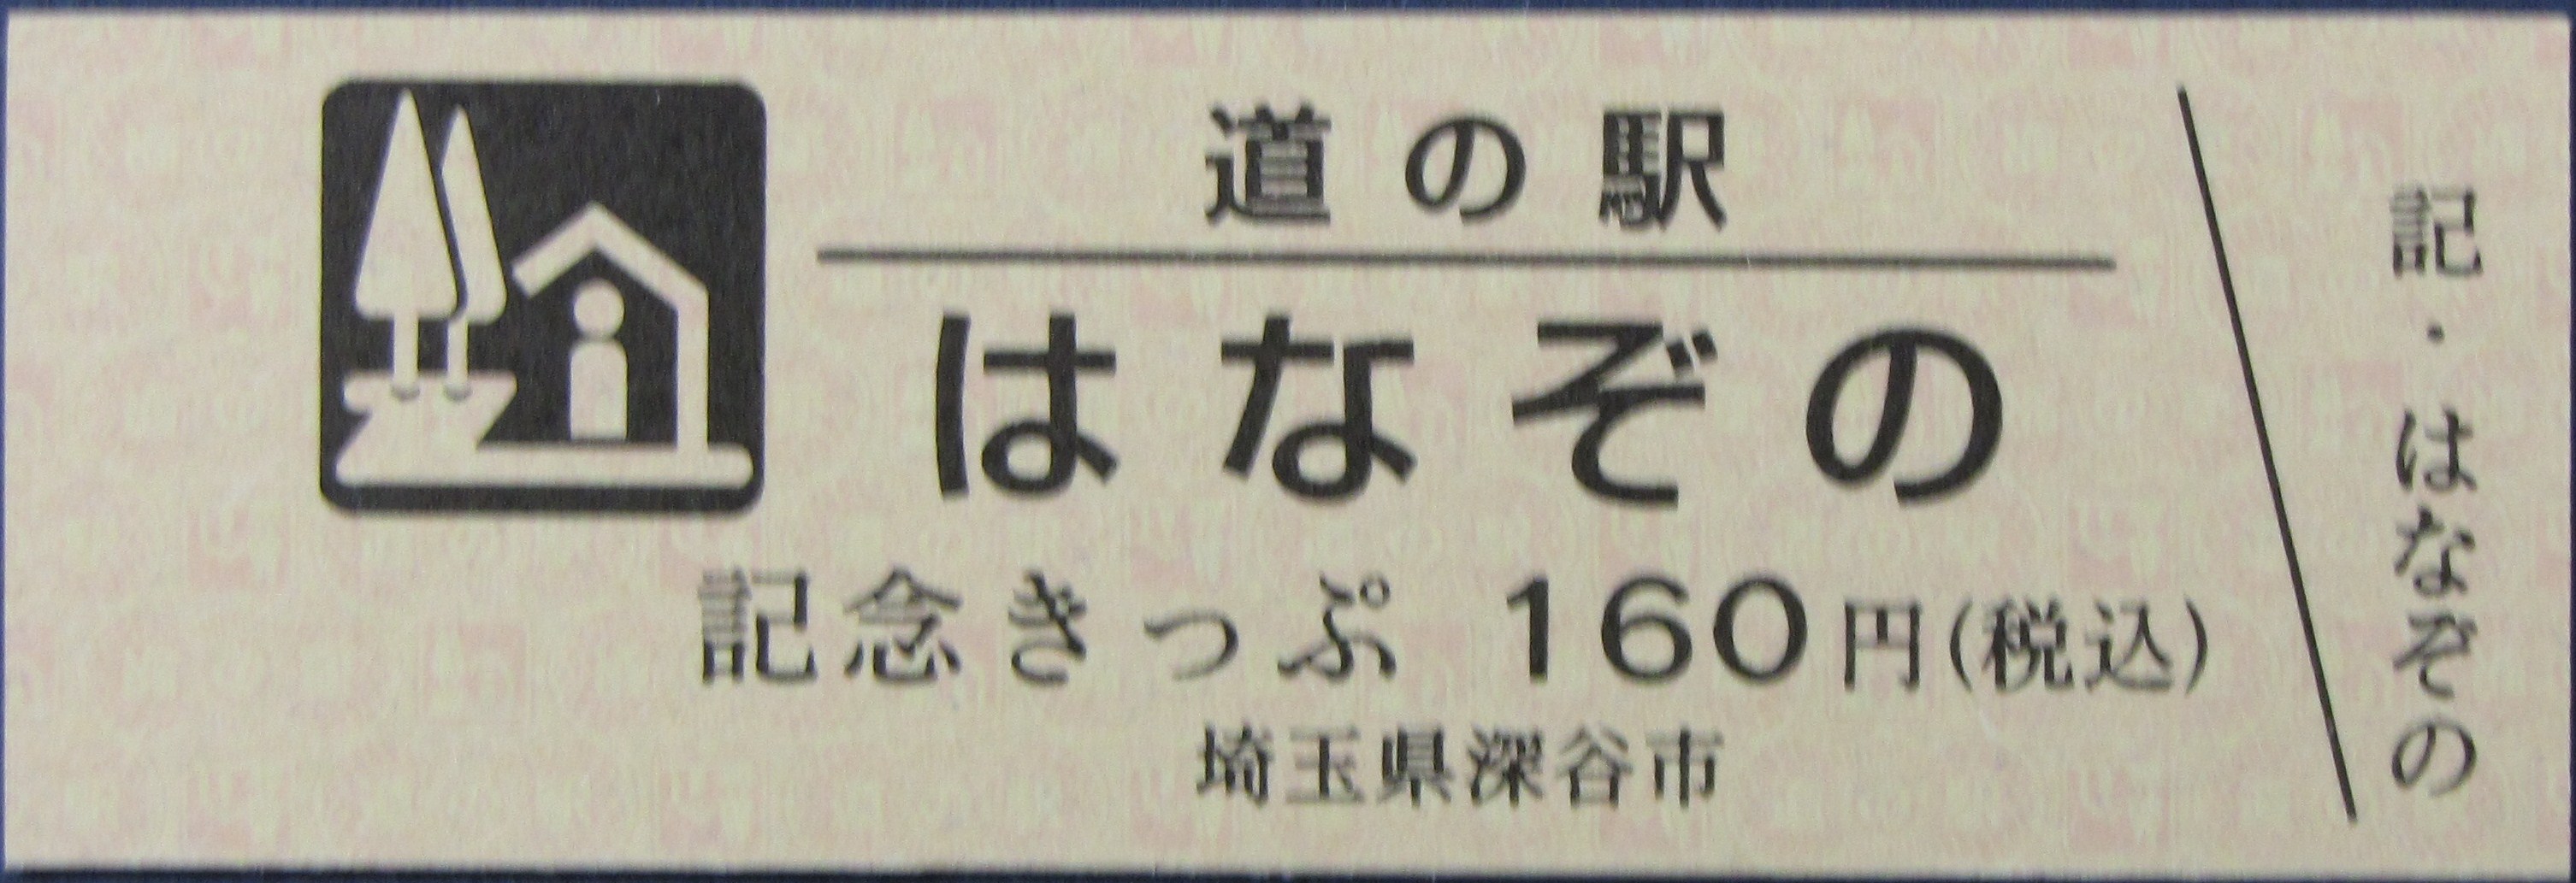 道の駅
はなぞの
記念きっぷ 160円(税込)
埼玉県深谷市
記・はなぞの